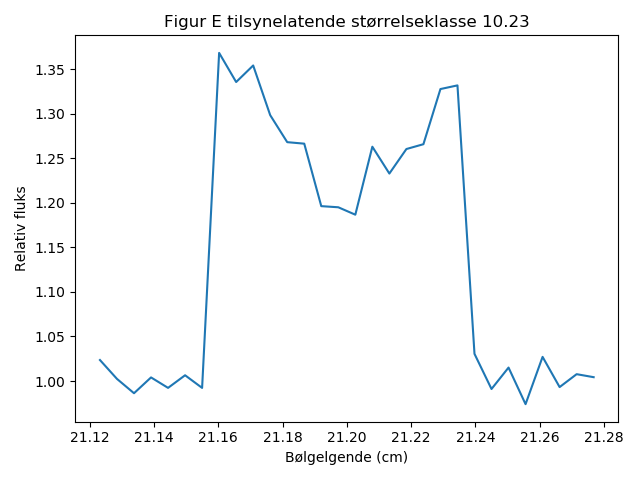 Figur E tilsynelatende størrelseklasse 10.23
Relativ fluks
1.35
1.30
1.25
1.20
1.15
1.10
1.05
1.00
21.12 21.14 21.16 21.18 21.20 21.22 21.24 21.26 21.28
Bølgelgende (cm)